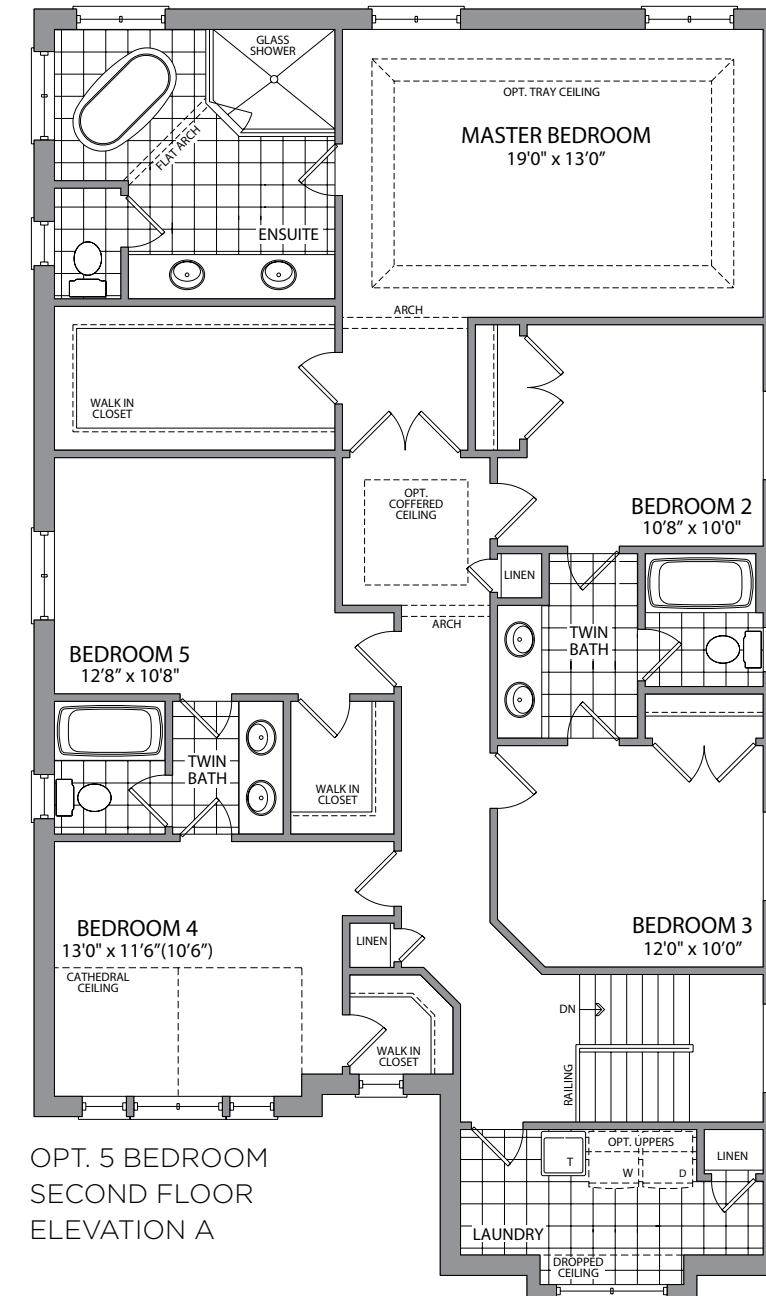 GLASS
SHOWER
OPT. TRAY CEILING
MASTER BEDROOM
19'0" x 13'0”
FLAT ARCH
ENSUITE
ARCH
WALK IN
CLOSET
OPT.
COFFERED
CEILING
BEDROOM 2
10'8” x 10'0"
LINEN
ARCH
TWIN
BATH
BEDROOM 5
12'8” x 10'8"
TWIN
BATH
WALK IN
CLOSET
BEDROOM 4
13'0" x 11'6”(10'6”)
CATHEDRAL
CEILING
LINEN
BEDROOM 3
12'0" x 10'0”
DN
WALK IN
CLOSET
RAILING
OPT. UPPERS
T
W
D
LINEN
LAUNDRY
DROPPED
CEILING
OPT. 5 BEDROOM
SECOND FLOOR
ELEVATION A